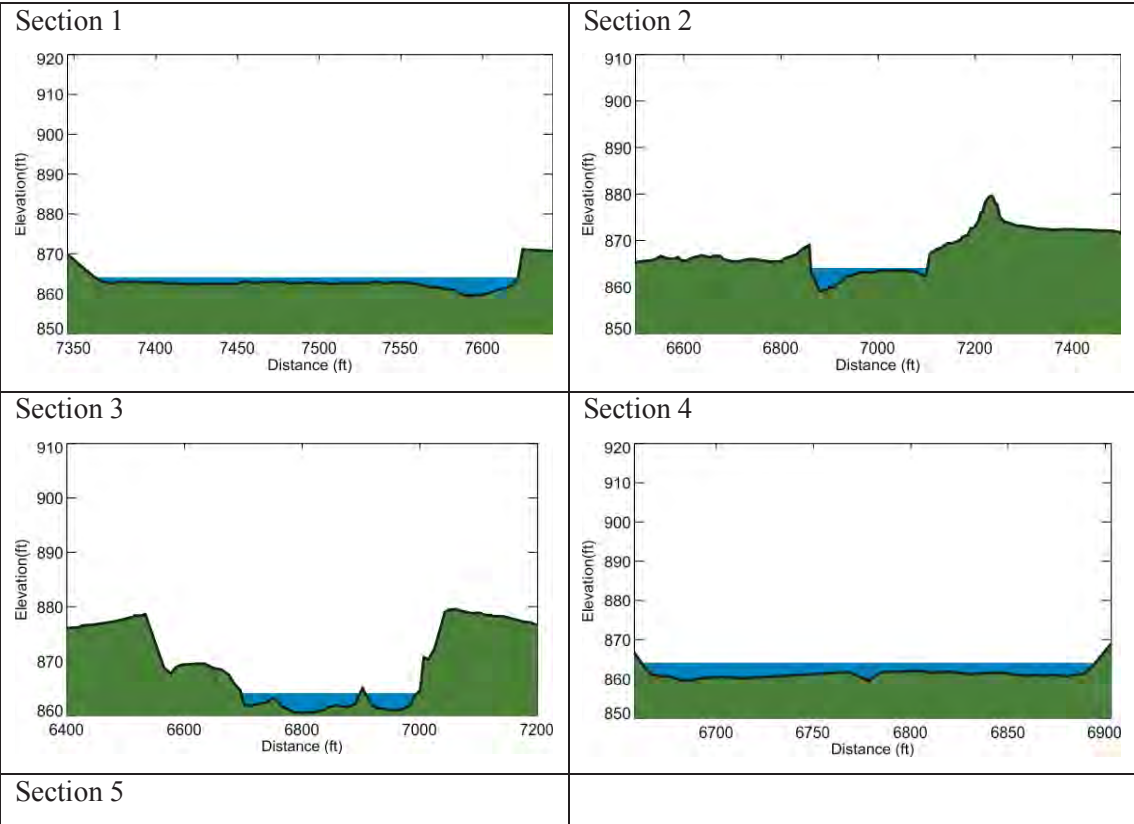 Section 1
920
910
900
890
880
870
860
850
Elevation(ft)
7350 7400 7450 7500 7550 7600
Distance (ft)
Section 2
910
900
890
880
870
860
850
Elevation(ft)
6600 6800 7000 7200 7400
Distance (ft)
Section 3
910
900
890
880
870
860
Elevation(ft)
6400 6600 6800 7000 7200
Distance (ft)
Section 4
920
910
900
890
880
870
860
850
Elevation(ft)
6700 6750 6800 6850 6900
Distance (ft)
Section 5